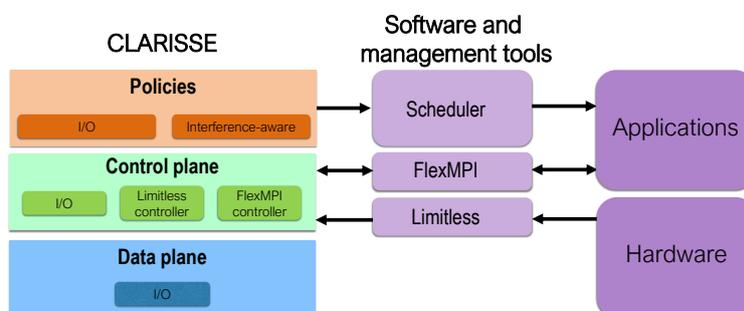 CLARISSE
Software and
management tools
Policies
I/O
Interference-aware
Control plane
I/O
Limitless
controller
FlexMPI
controller
Data plane
I/O
Scheduler
FlexMPI
Limitless
Applications
Hardware